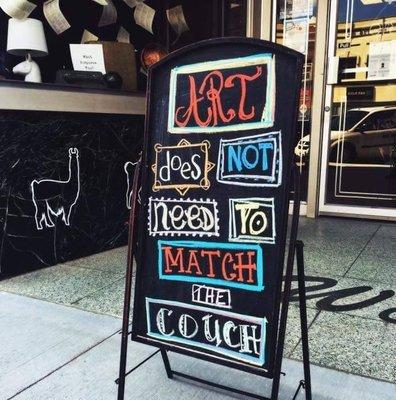 ART
does NOT
NEED TO
MATCH
THE
COUCH